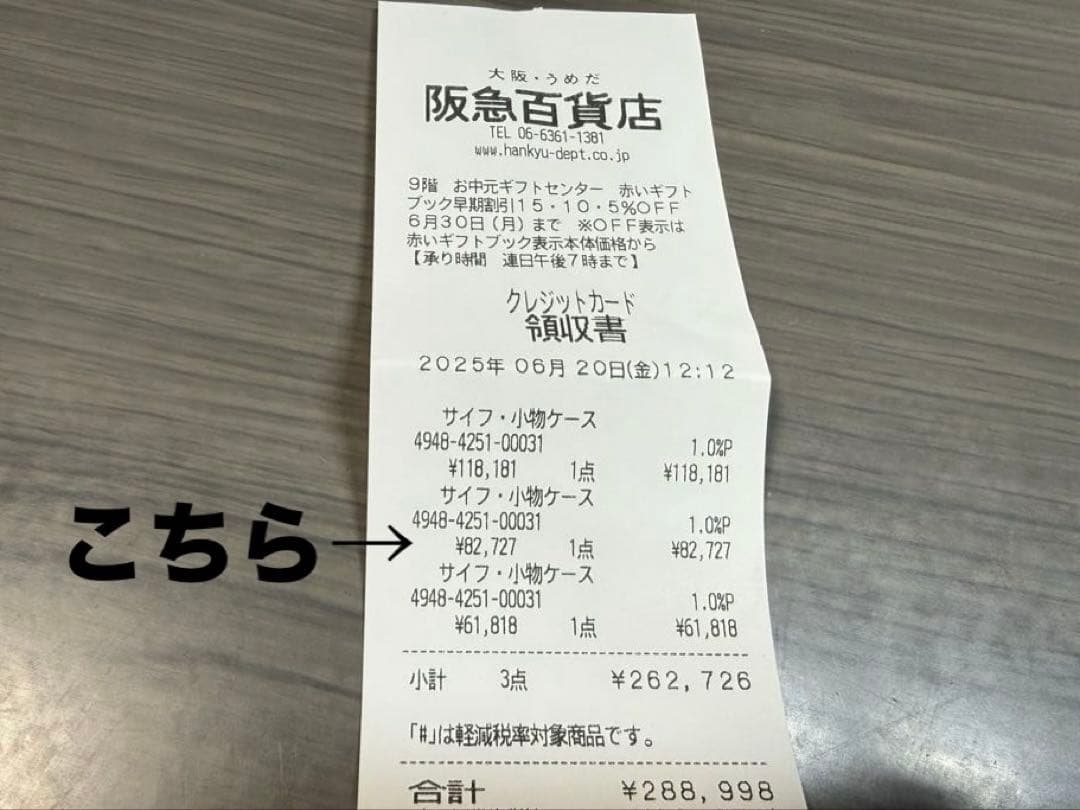 大阪・うめだ
阪急百貨店
TEL 06-6361-1381
www.hankyu-dept.co.jp
9階 お中元ギフトセンター 赤いギフト
ブック早期割引15・10・5%OFF
6月30日(月)まで ※OFF表示は
赤いギフトブック表示本体価格から
【承り時間 連日午後7時まで】
クレジットカード
領収書
2025年 06月 20日(金)12:12
サイフ・小物ケース
4948-4251-00031 1.0%P
¥118,181 1点 ¥118,181
サイフ・小物ケース
4948-4251-00031 1.0%P
こちら→ ¥82,727 1点 ¥82,727
サイフ・小物ケース
4948-4251-00031 1.0%P
¥61,818 1点 ¥61,818
小計 3点 ¥262,726
「#」は軽減税率対象商品です。
合計 ¥288,998